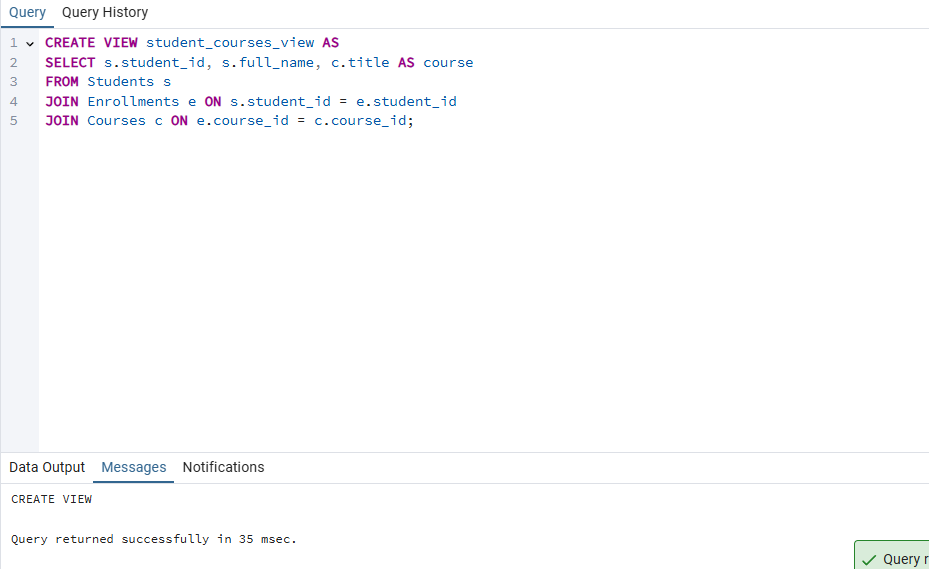 Query Query History
1 CREATE VIEW student_courses_view AS
2 SELECT s.student_id, s.full_name, c.title AS course
3 FROM Students s
4 JOIN Enrollments e ON s.student_id = e.student_id
5 JOIN Courses c ON e.course_id = c.course_id;
Data Output Messages Notifications
CREATE VIEW
Query returned successfully in 35 msec.
Query r